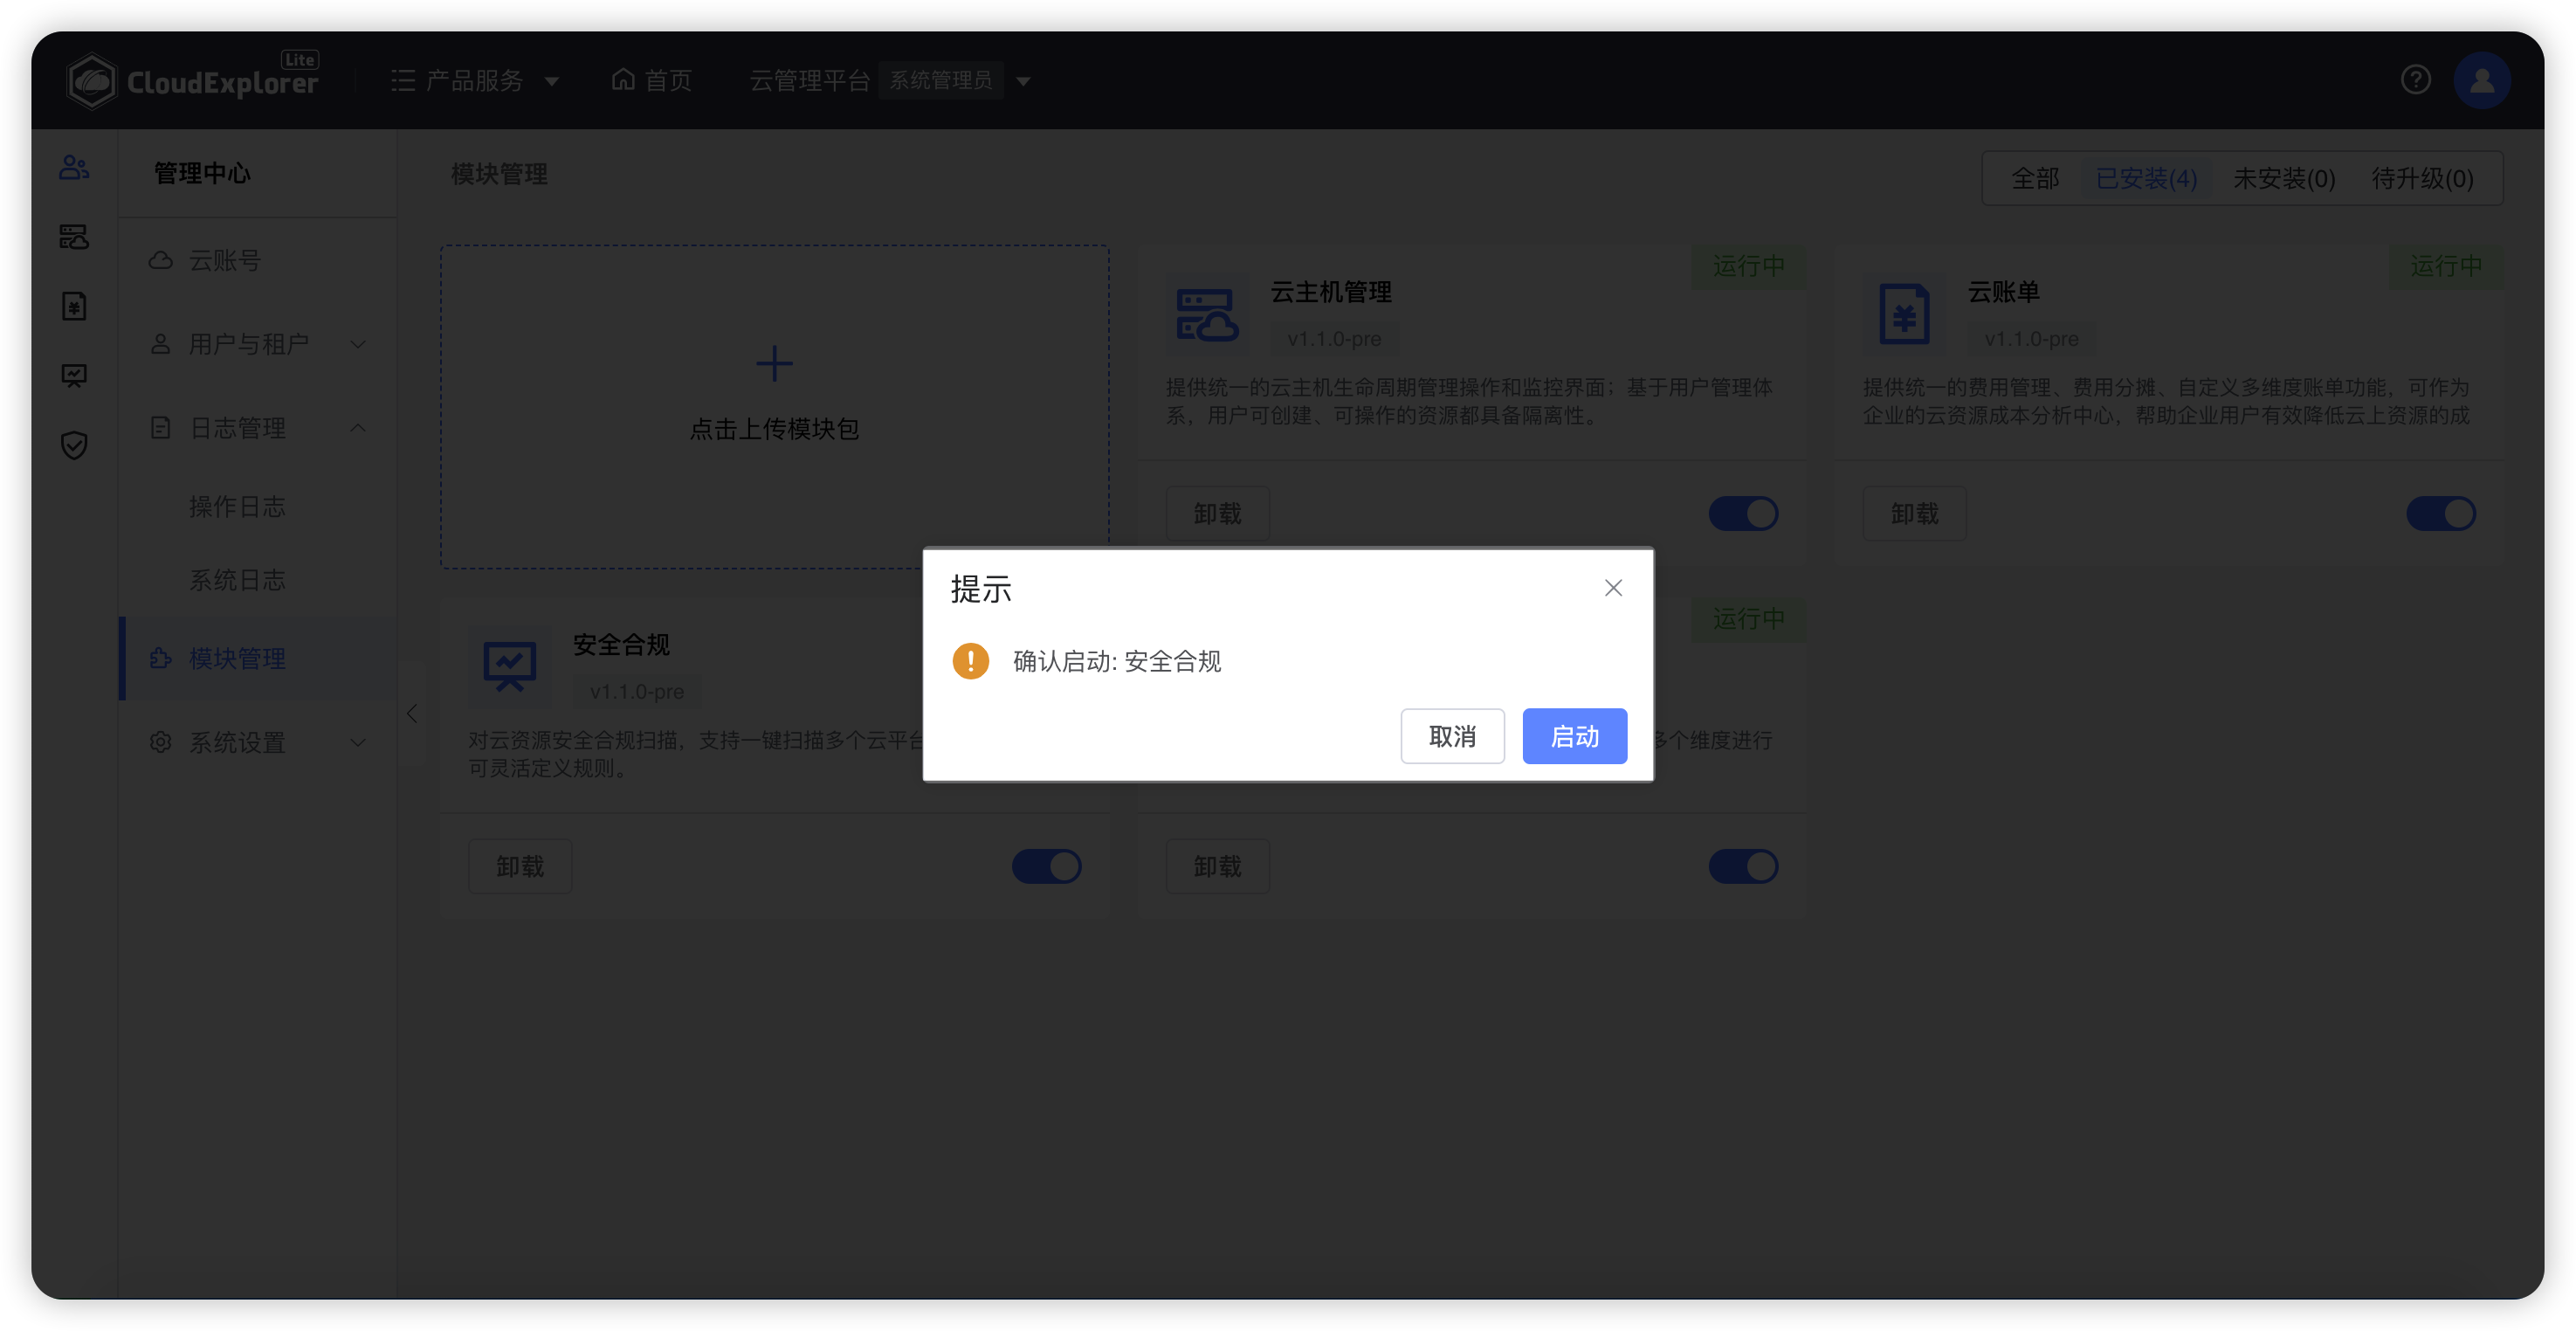 CloudExplorer Lite
产品服务
首页
云管理平台 系统管理员
管理中心
云账号
用户与租户
日志管理
操作日志
系统日志
模块管理
系统设置
模块管理
全部 已安装(4) 未安装(0) 待升级(0)
点击上传模块包
运行中
云主机管理
v1.1.0-pre
提供统一的云主机生命周期管理操作和监控界面；基于用户管理体
系，用户可创建、可操作的资源都具备隔离性。
卸载
运行中
云账单
v1.1.0-pre
提供统一的费用管理、费用分摊、自定义多维度账单功能，可作为
企业的云资源成本分析中心，帮助企业用户有效降低云上资源的成
卸载
安全合规
v1.1.0-pre
对云资源安全合规扫描，支持一键扫描多个云平台
可灵活定义规则。
卸载
运行中
多个维度进行
卸载
提示
确认启动: 安全合规
取消
启动